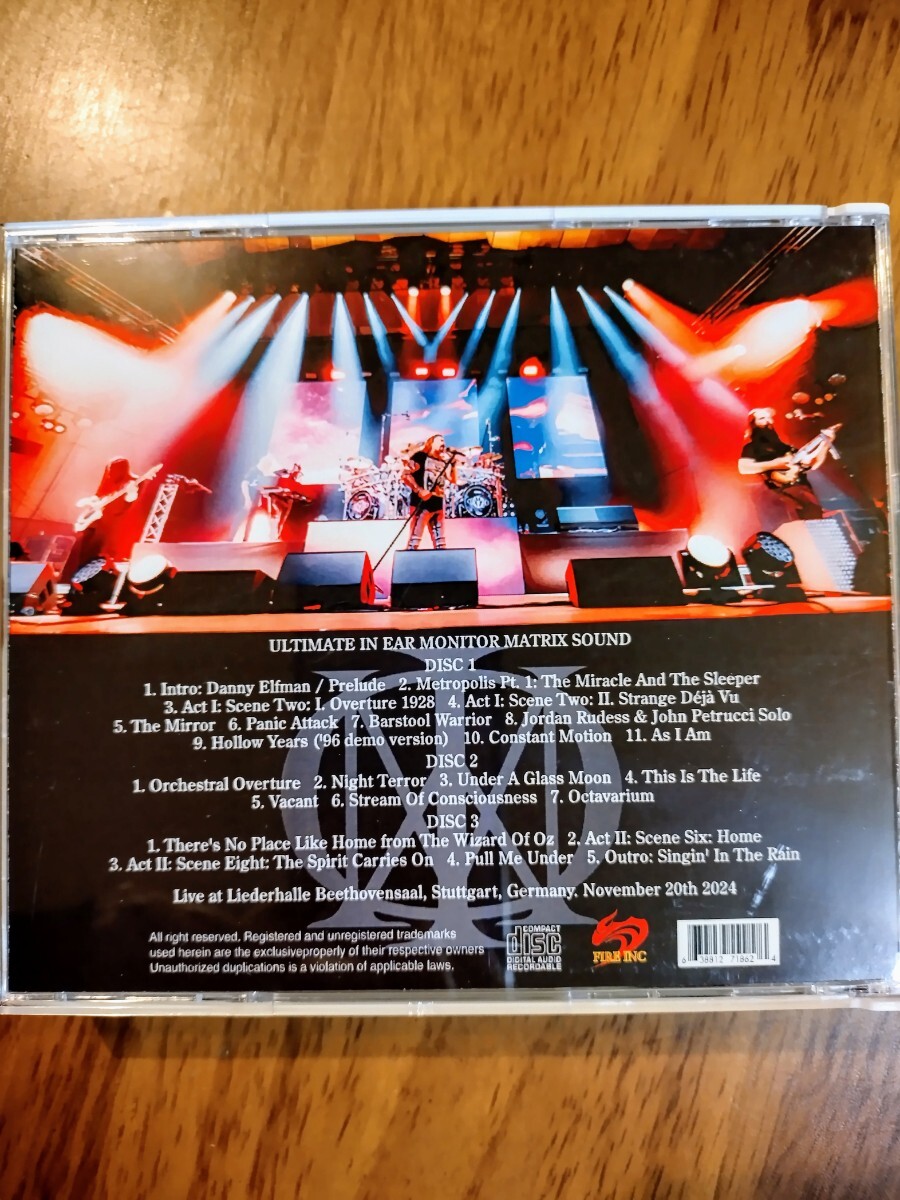 ULTIMATE IN EAR MONITOR MATRIX SOUND
DISC 1
1. Intro: Danny Elfman / Prelude 2. Metropolis Pt. 1: The Miracle And The Sleeper
3. Act I: Scene Two: I. Overture 1928 4. Act I: Scene Two: II. Strange Déjà Vu
5. The Mirror 6. Panic Attack 7. Barstool Warrior 8. Jordan Rudess & John Petrucci Solo
9. Hollow Years ('96 demo version) 10. Constant Motion 11. As I Am
DISC 2
1. Orchestral Overture 2. Night Terror 3. Under A Glass Moon 4. This Is The Life
5. Vacant 6. Stream Of Consciousness 7. Octavarium
DISC 3
1. There's No Place Like Home from The Wizard Of Oz 2. Act II: Scene Six: Home
3. Act II: Scene Eight: The Spirit Carries On 4. Pull Me Under 5. Outro: Singin' In The Rain
Live at Liederhalle Beethovensaal, Stuttgart, Germany, November 20th 2024
All right reserved. Registered and unregistered trademarks
used herein are the exclusiveproperly of their respective owners
Unauthorized duplications is a violation of applicable laws.
COMPACT
disc
DIGITAL AUDIO
RECORDABLE
FIRE INC
6 38812 71862 4